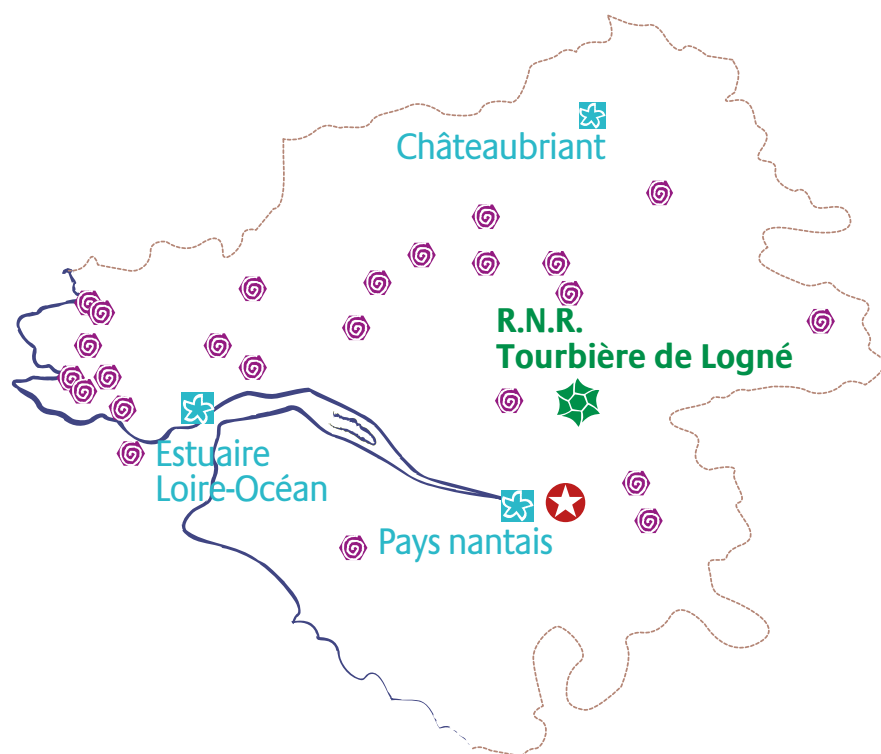 Châteaubriant
R.N.R.
Tourbière de Logné
Estuaire
Loire-Océan
Pays nantais